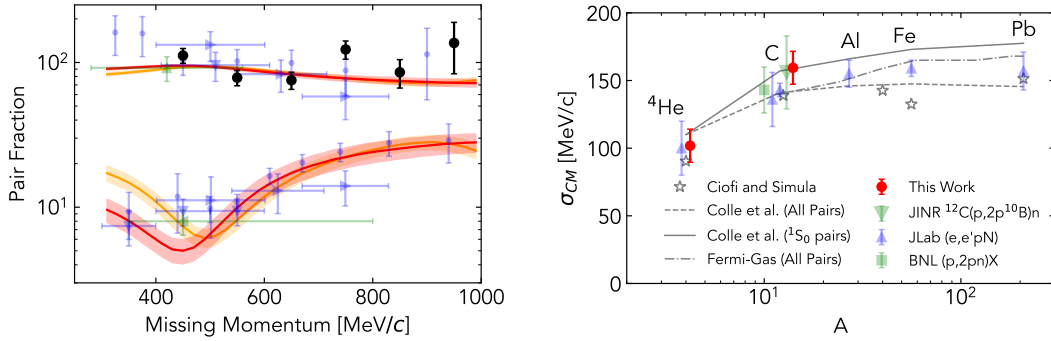 10²
10¹
Pair Fraction
400
600
800
1000
Missing Momentum [MeV/c]
200
150
100
50
0
σ_CM [MeV/c]
⁴He
C
Al
Fe
Pb
Ciofi and Simula
Colle et al. (All Pairs)
Colle et al. (¹S₀ pairs)
Fermi-Gas (All Pairs)
This Work
JINR ¹²C(p,2p¹⁰B)n
JLab (e,e'pN)
BNL (p,2pn)X
10¹
10²
A